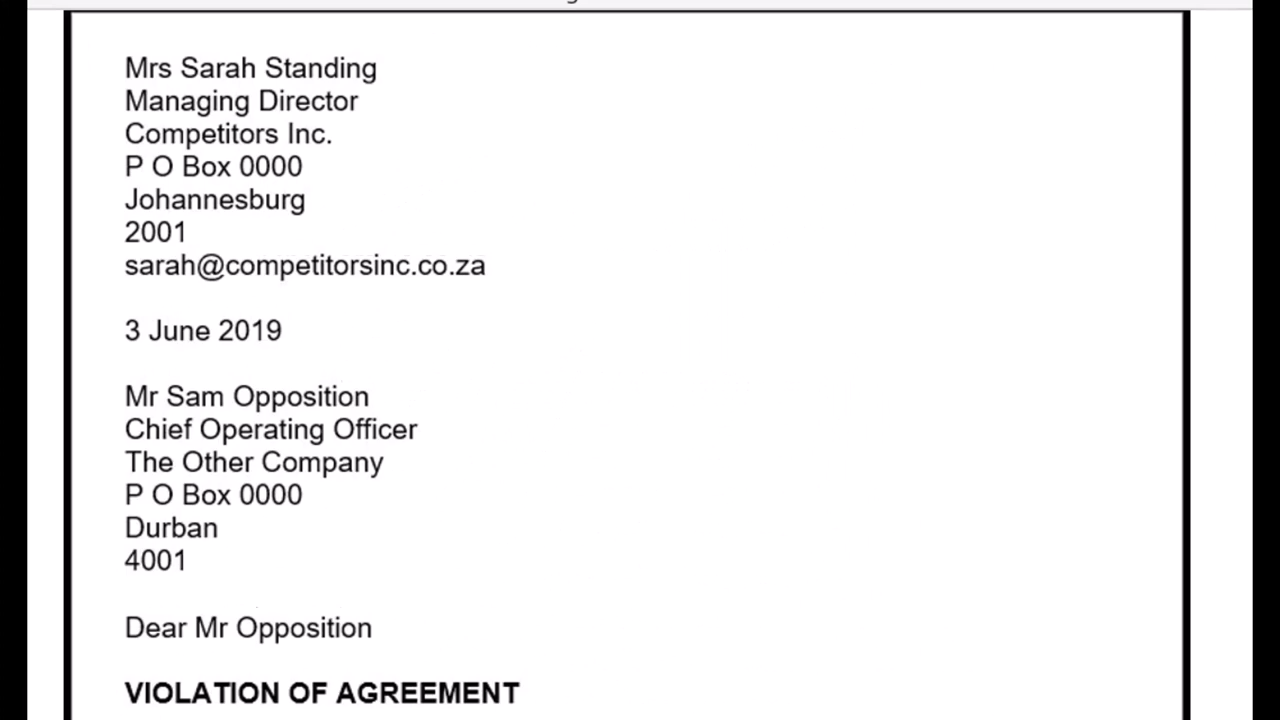 Mrs Sarah Standing
Managing Director
Competitors Inc.
P O Box 0000
Johannesburg
2001
sarah@competitorsinc.co.za
3 June 2019
Mr Sam Opposition
Chief Operating Officer
The Other Company
P O Box 0000
Durban
4001
Dear Mr Opposition
VIOLATION OF AGREEMENT